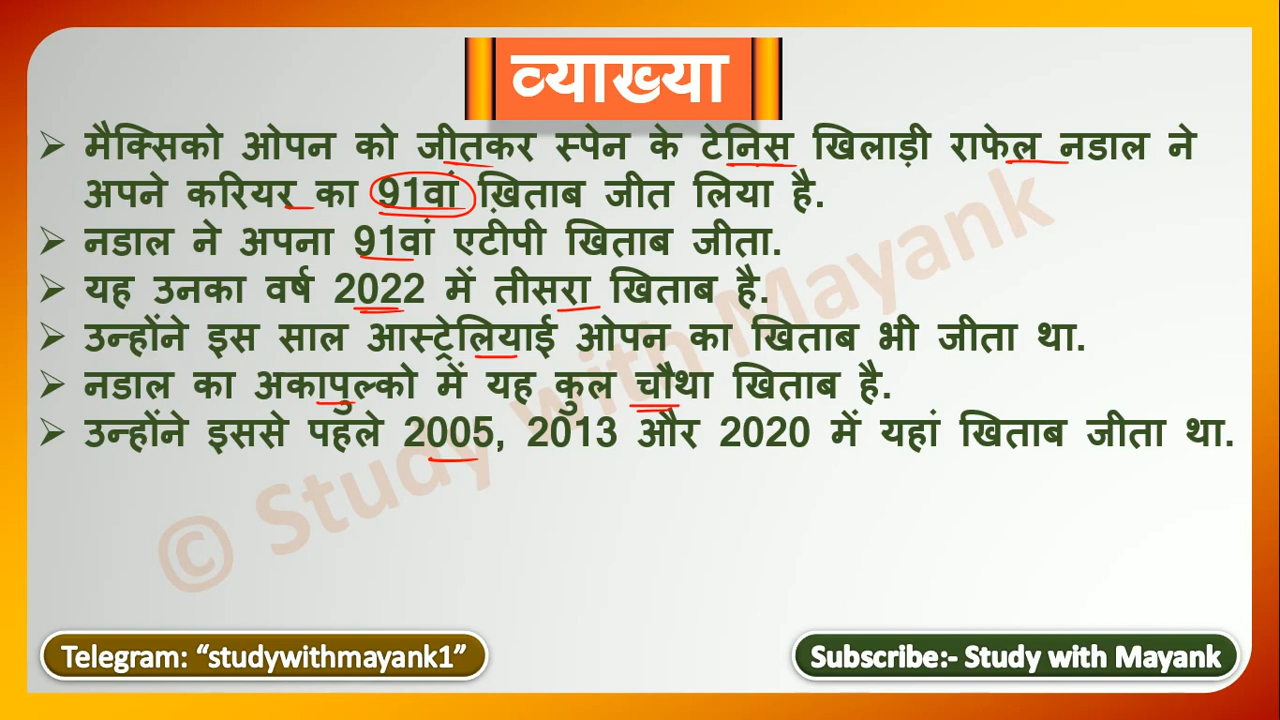 व्याख्या
➢ मैक्सिको ओपन को जीतकर स्पेन के टेनिस खिलाड़ी राफेल नडाल ने
अपने करियर का 91वां ख़िताब जीत लिया है.
➢ नडाल ने अपना 91वां एटीपी खिताब जीता.
➢ यह उनका वर्ष 2022 में तीसरा खिताब है.
➢ उन्होंने इस साल आस्ट्रेलियाई ओपन का खिताब भी जीता था.
➢ नडाल का अकापुल्को में यह कुल चौथा खिताब है.
➢ उन्होंने इससे पहले 2005, 2013 और 2020 में यहां खिताब जीता था.
© Study with Mayank
Telegram: “studywithmayank1”
Subscribe:- Study with Mayank